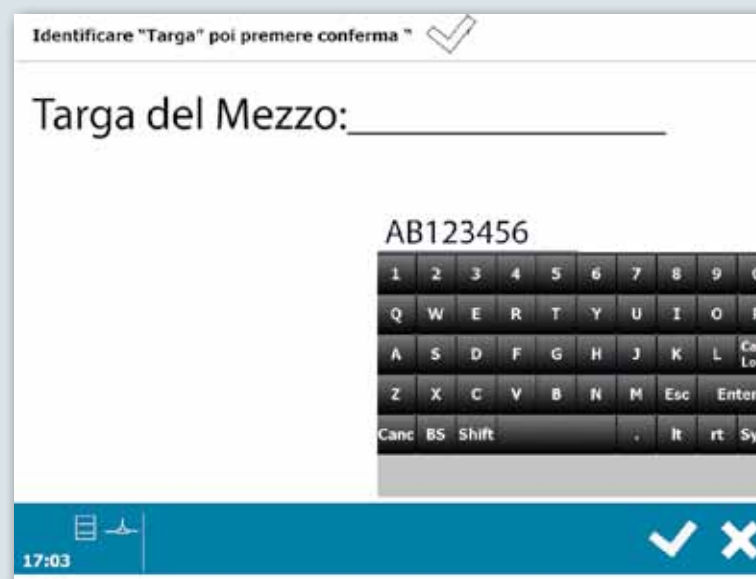 Identificare "Targa" poi premere conferma "
Targa del Mezzo:
AB123456
1 2 3 4 5 6 7 8 9
Q W E R T Y U I O
A S D F G H J K L
Z X C V B N M Esc Enter
Canc BS Shift . lt rt
17:03